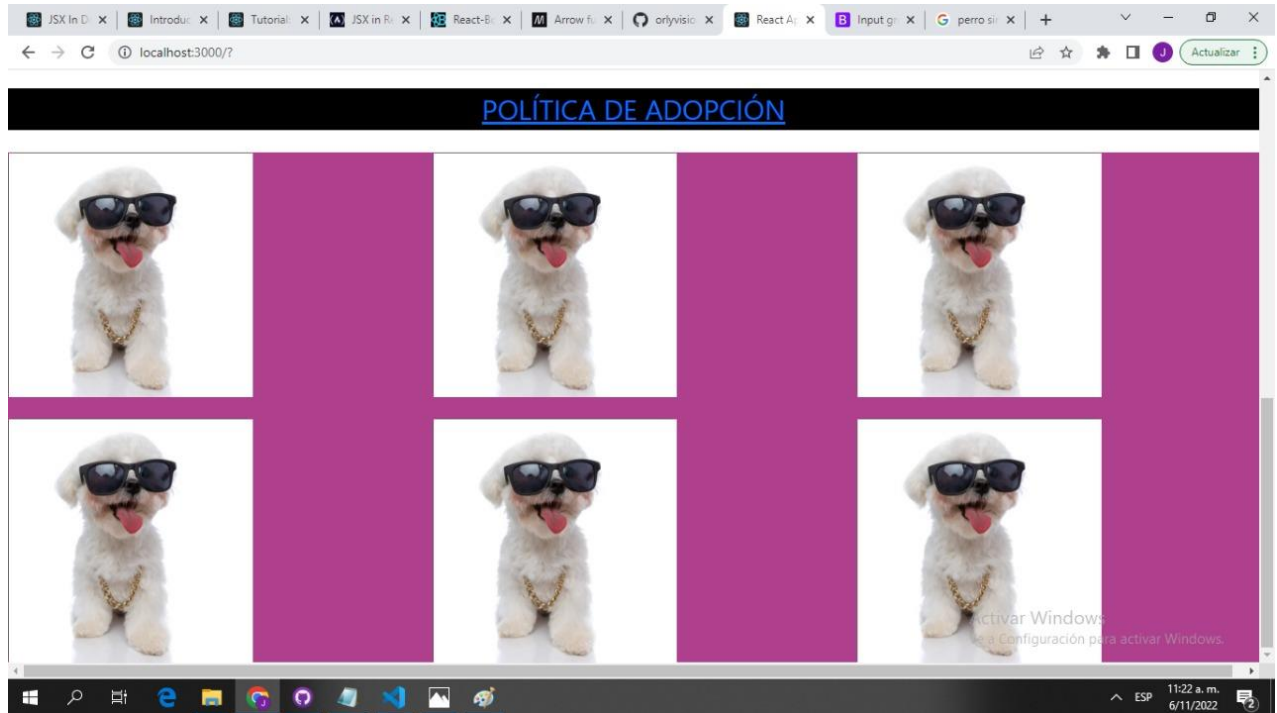 JSX In D
Introduc
Tutorial:
JSX in Re
React-Bo
Arrow fu
orlyvisio
React Ap
Input gr
perro sin
localhost:3000/?
J
Actualizar
POLÍTICA DE ADOPCIÓN
Activar Windows
Ve a Configuración para activar Windows.
ESP
11:22 a. m.
6/11/2022
2